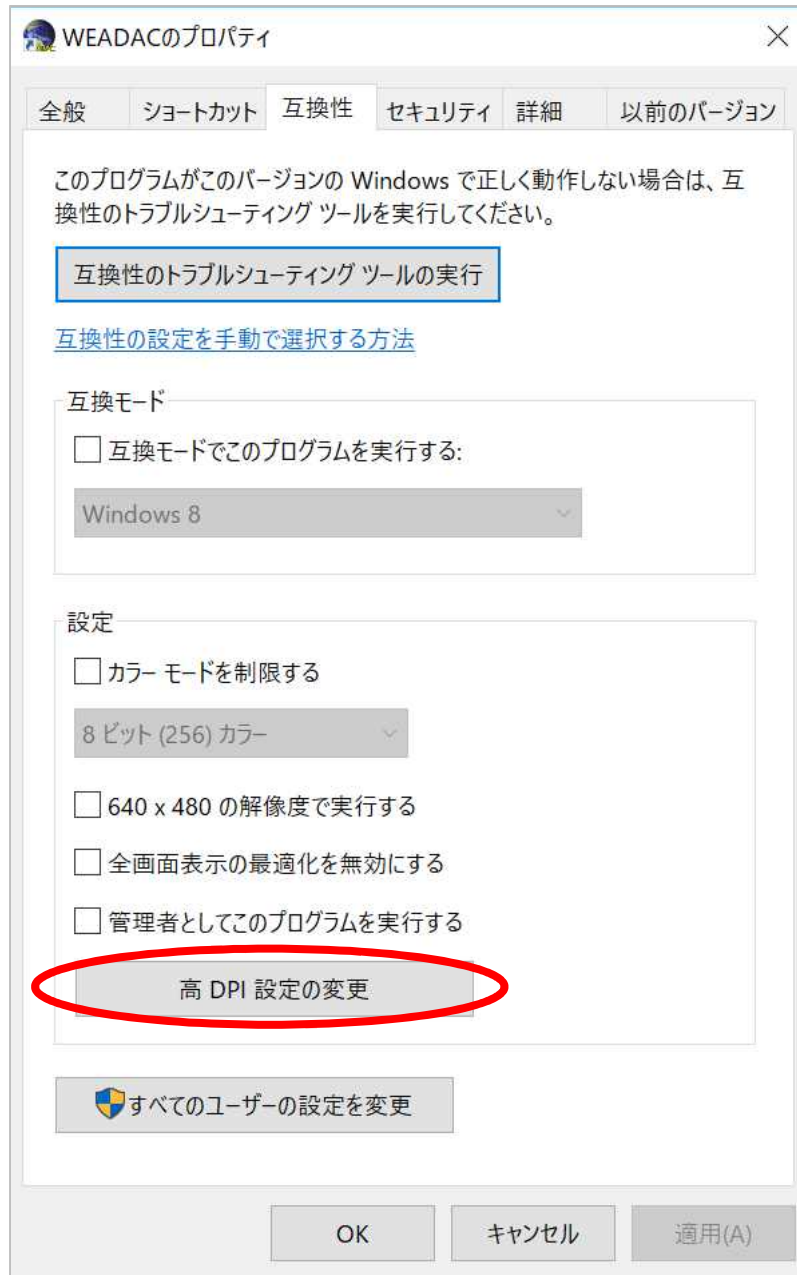 WEADACのプロパティ
全般 ショートカット 互換性 セキュリティ 詳細 以前のバージョン
このプログラムがこのバージョンの Windows で正しく動作しない場合は、互
換性のトラブルシューティング ツールを実行してください。
互換性のトラブルシューティング ツールの実行
互換性の設定を手動で選択する方法
互換モード
互換モードでこのプログラムを実行する:
Windows 8
設定
カラー モードを制限する
8 ビット (256) カラー
640 x 480 の解像度で実行する
全画面表示の最適化を無効にする
管理者としてこのプログラムを実行する
高 DPI 設定の変更
すべてのユーザーの設定を変更
OK キャンセル 適用(A)